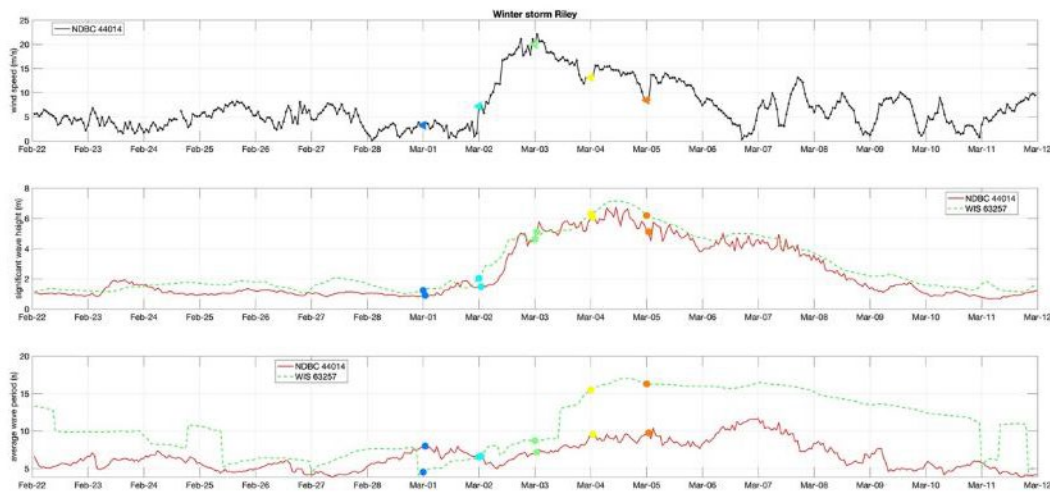 Winter storm Riley
25
20
15
10
5
0
wind speed (m/s)
NDBC 44014
Feb-22 Feb-23 Feb-24 Feb-25 Feb-26 Feb-27 Feb-28 Mar-01 Mar-02 Mar-03 Mar-04 Mar-05 Mar-06 Mar-07 Mar-08 Mar-09 Mar-10 Mar-11 Mar-12
8
6
4
2
0
significant wave height (m)
NDBC 44014
WIS 63257
Feb-22 Feb-23 Feb-24 Feb-25 Feb-26 Feb-27 Feb-28 Mar-01 Mar-02 Mar-03 Mar-04 Mar-05 Mar-06 Mar-07 Mar-08 Mar-09 Mar-10 Mar-11 Mar-12
20
15
10
5
average wave period (s)
NDBC 44014
WIS 63257
Feb-22 Feb-23 Feb-24 Feb-25 Feb-26 Feb-27 Feb-28 Mar-01 Mar-02 Mar-03 Mar-04 Mar-05 Mar-06 Mar-07 Mar-08 Mar-09 Mar-10 Mar-11 Mar-12